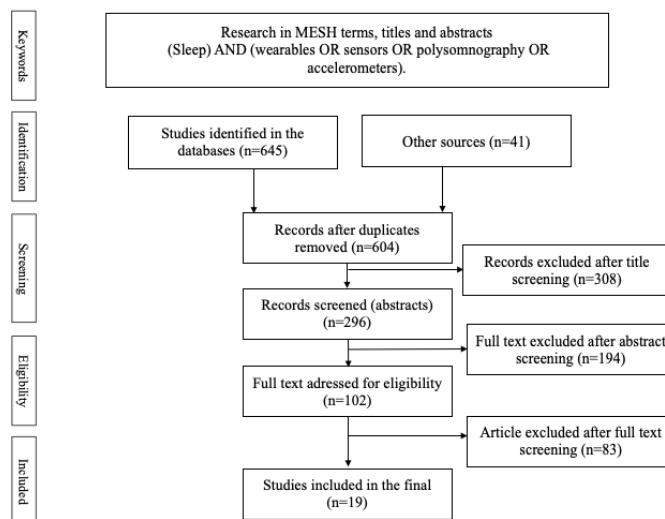 Keywords
Research in MESH terms, titles and abstracts
(Sleep) AND (wearables OR sensors OR polysomnography OR
accelerometers).
Identification
Studies identified in the
databases (n=645)
Other sources (n=41)
Screening
Records after duplicates
removed (n=604)
Records excluded after title
screening (n=308)
Records screened (abstracts)
(n=296)
Eligibility
Full text excluded after abstract
screening (n=194)
Full text adressed for eligibility
(n=102)
Included
Article excluded after full text
screening (n=83)
Studies included in the final
(n=19)